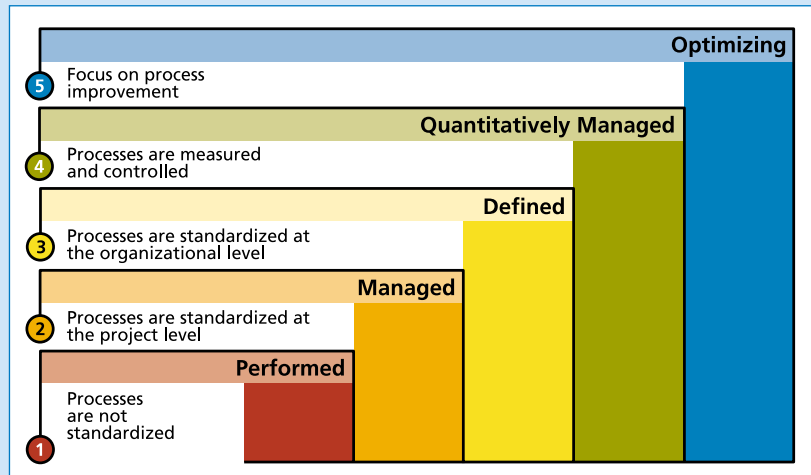 Optimizing
5
Focus on process
improvement
Quantitatively Managed
4
Processes are measured
and controlled
Defined
3
Processes are standardized at
the organizational level
Managed
2
Processes are standardized at
the project level
Performed
1
Processes
are not
standardized